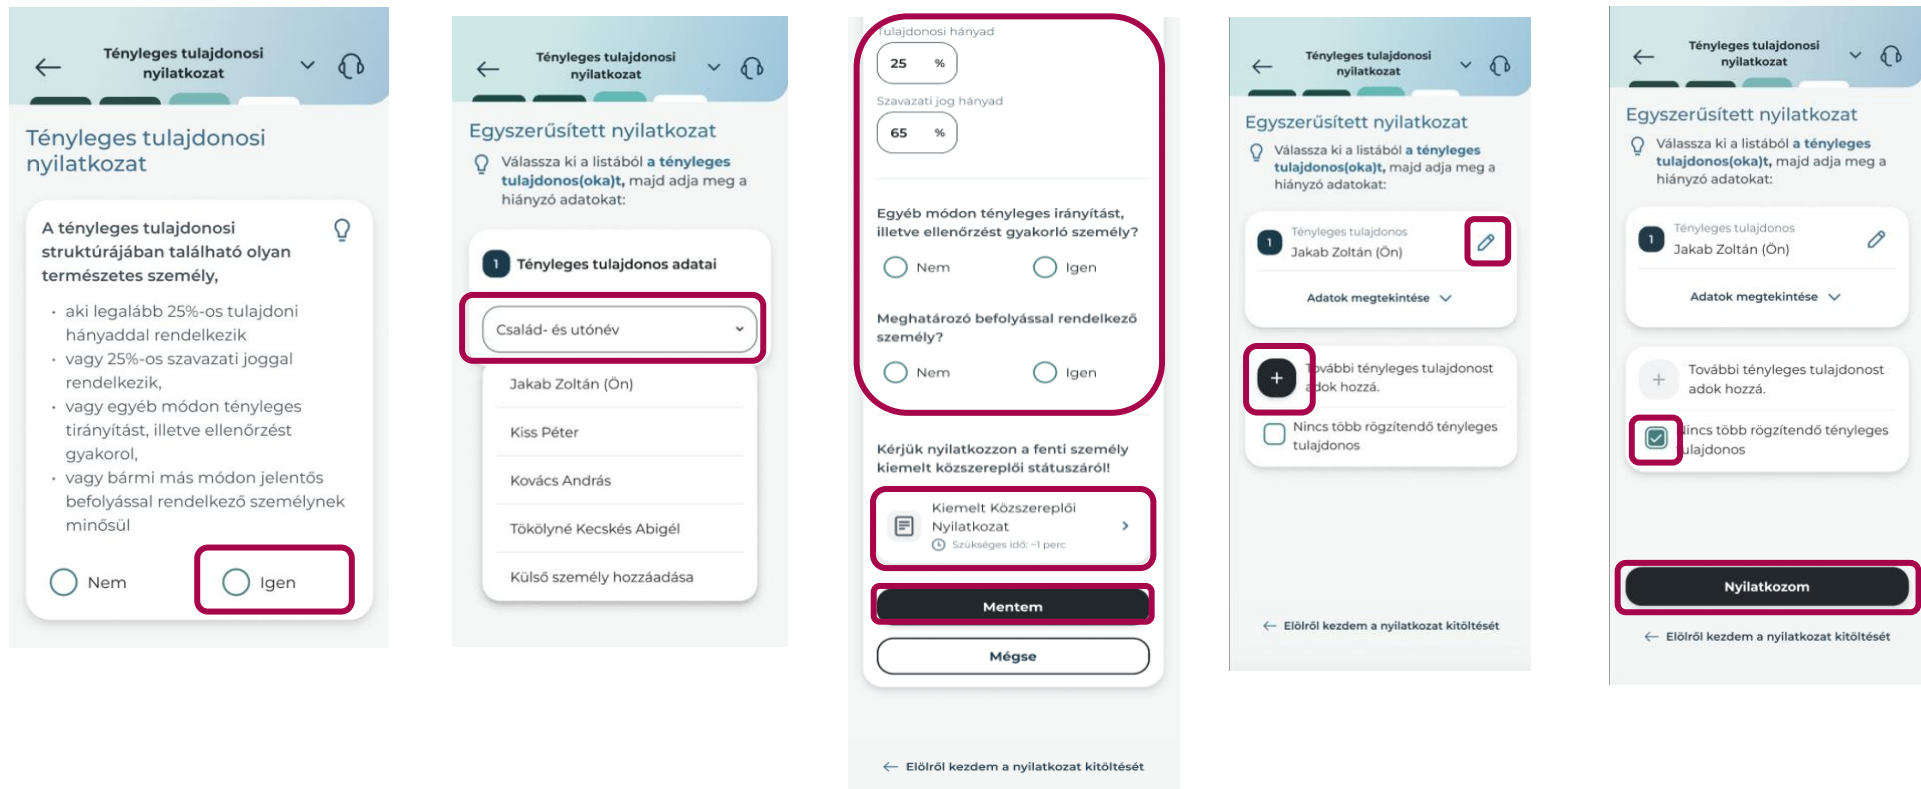 Tényleges tulajdonosi
nyilatkozat
Tényleges tulajdonosi
nyilatkozat
A tényleges tulajdonosi
struktúrájában található olyan
természetes személy,
• aki legalább 25%-os tulajdoni
hányaddal rendelkezik
• vagy 25%-os szavazati joggal
rendelkezik,
• vagy egyéb módon tényleges
tirányítást, illetve ellenőrzést
gyakorol,
• vagy bármi más módon jelentős
befolyással rendelkező személynek
minősül
Nem
Igen
Tényleges tulajdonosi
nyilatkozat
Egyszerűsített nyilatkozat
Válassza ki a listából a tényleges
tulajdonos(oka)t, majd adja meg a
hiányzó adatokat:
1 Tényleges tulajdonos adatai
Család- és utónév
Jakab Zoltán (Ön)
Kiss Péter
Kovács András
Tökölyné Kecskés Abigél
Külső személy hozzáadása
Tulajdonosi hányad
25 %
Szavazati jog hányad
65 %
Egyéb módon tényleges irányítást,
illetve ellenőrzést gyakorló személy?
Nem
Igen
Meghatározó befolyással rendelkező
személy?
Nem
Igen
Kérjük nyilatkozzon a fenti személy
kiemelt közszereplői státuszáról!
Kiemelt Közszereplői
Nyilatkozat
Szükséges idő: ~1 perc
Mentem
Mégse
← Elölről kezdem a nyilatkozat kitöltését
Tényleges tulajdonosi
nyilatkozat
Egyszerűsített nyilatkozat
Válassza ki a listából a tényleges
tulajdonos(oka)t, majd adja meg a
hiányzó adatokat:
1
Tényleges tulajdonos
Jakab Zoltán (Ön)
Adatok megtekintése
+ További tényleges tulajdonost
adok hozzá.
Nincs több rögzítendő tényleges
tulajdonos
← Elölről kezdem a nyilatkozat kitöltését
Tényleges tulajdonosi
nyilatkozat
Egyszerűsített nyilatkozat
Válassza ki a listából a tényleges
tulajdonos(oka)t, majd adja meg a
hiányzó adatokat:
1
Tényleges tulajdonos
Jakab Zoltán (Ön)
Adatok megtekintése
+ További tényleges tulajdonost
adok hozzá.
Nincs több rögzítendő tényleges
tulajdonos
Nyilatkozom
← Elölről kezdem a nyilatkozat kitöltését